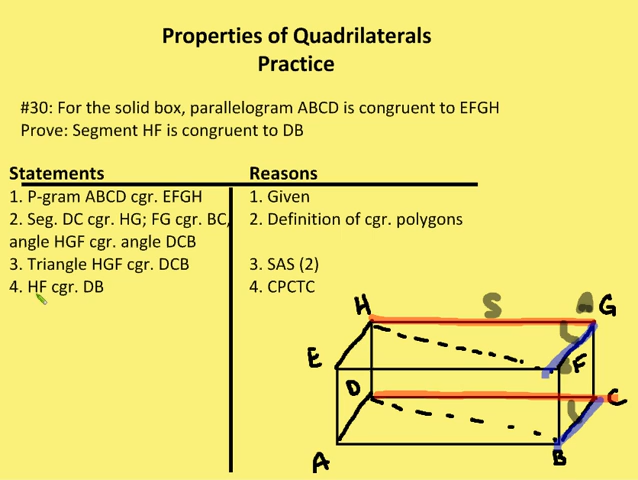 Properties of Quadrilaterals
Practice
#30: For the solid box, parallelogram ABCD is congruent to EFGH
Prove: Segment HF is congruent to DB
Statements Reasons
1. P-gram ABCD cgr. EFGH 1. Given
2. Seg. DC cgr. HG; FG cgr. BC, 2. Definition of cgr. polygons
angle HGF cgr. angle DCB
3. Triangle HGF cgr. DCB 3. SAS (2)
4. HF cgr. DB 4. CPCTC
H S A G
E F
D C
A B